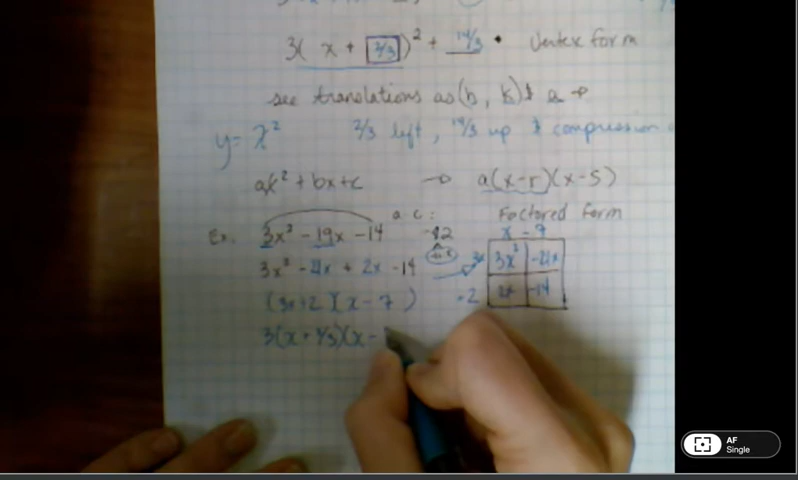 3( x + 2/3 )² + 14/3 • Vertex form
see translations as (h, k) & a →
y = x² 2/3 left, 14/3 up & compression
ax² + bx + c → a(x-r)(x-s)
a c : Factored form
Ex. 3x² - 19x - 14 -42 x - 7
3x² - 21x + 2x - 14 3x 3x² -21x
(3x+2)(x - 7) -2 2x -14
3(x + 2/3)(x -
AF
Single